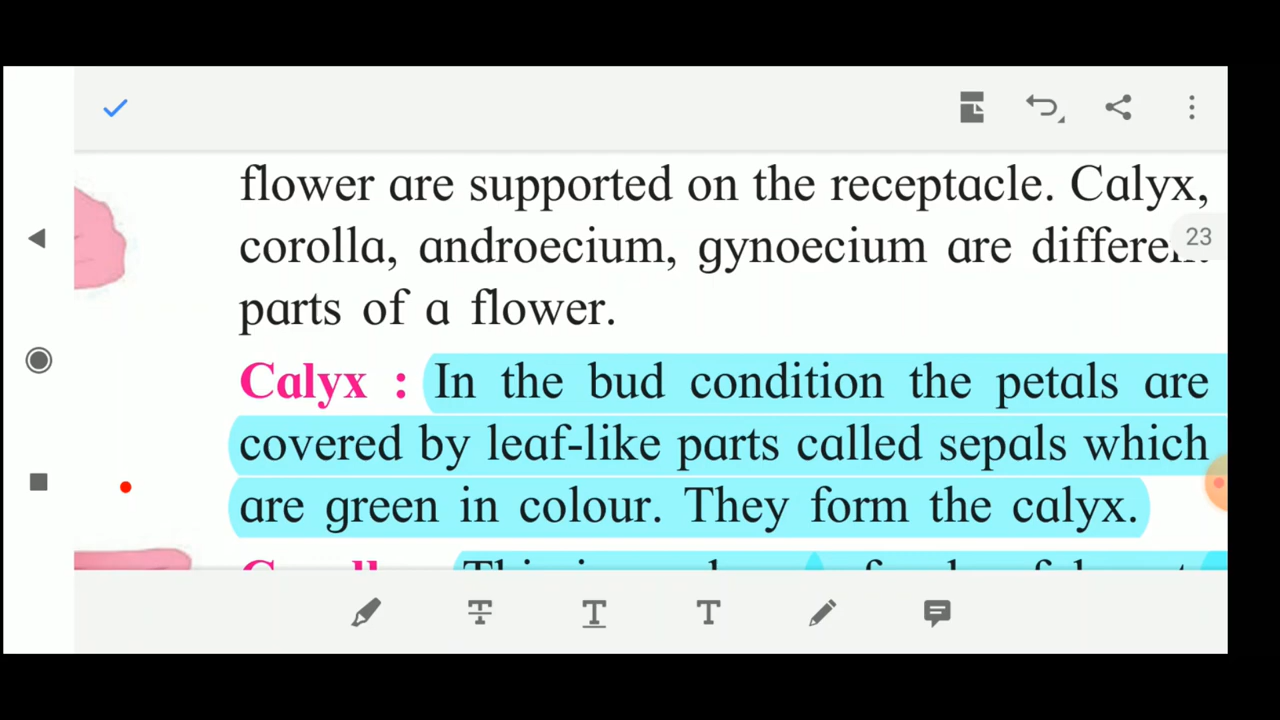 flower are supported on the receptacle. Calyx,
corolla, androecium, gynoecium are
23
parts of a flower.
Calyx : In the bud condition the petals are
covered by leaf-like parts called sepals which
are green in colour. They form the calyx.